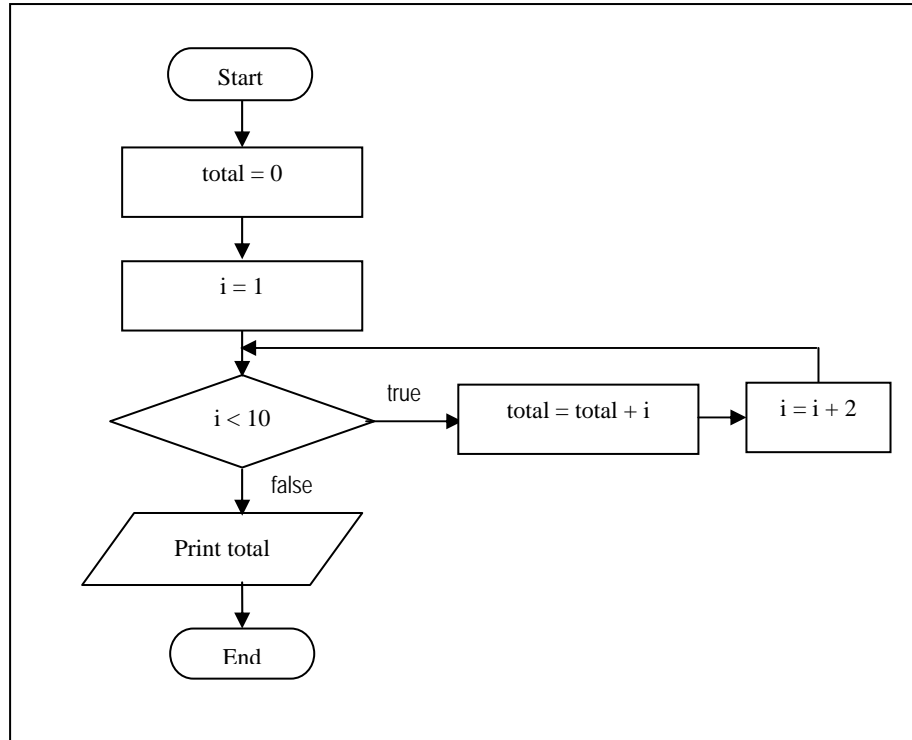 Start
total = 0
i = 1
i < 10
true
total = total + i
i = i + 2
false
Print total
End